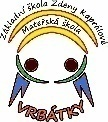 Základní škola Zdeny Kaprálové
Mateřská škola
VRBÁTKY